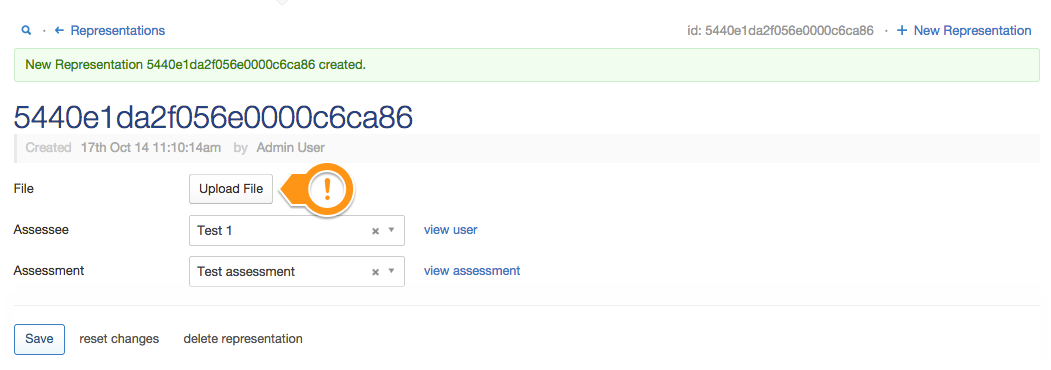 · ← Representations id: 5440e1da2f056e0000c6ca86 · + New Representation
New Representation 5440e1da2f056e0000c6ca86 created.
5440e1da2f056e0000c6ca86
Created 17th Oct 14 11:10:14am by Admin User
File Upload File !
Assessee Test 1 × ▼ view user
Assessment Test assessment × ▼ view assessment
Save reset changes delete representation